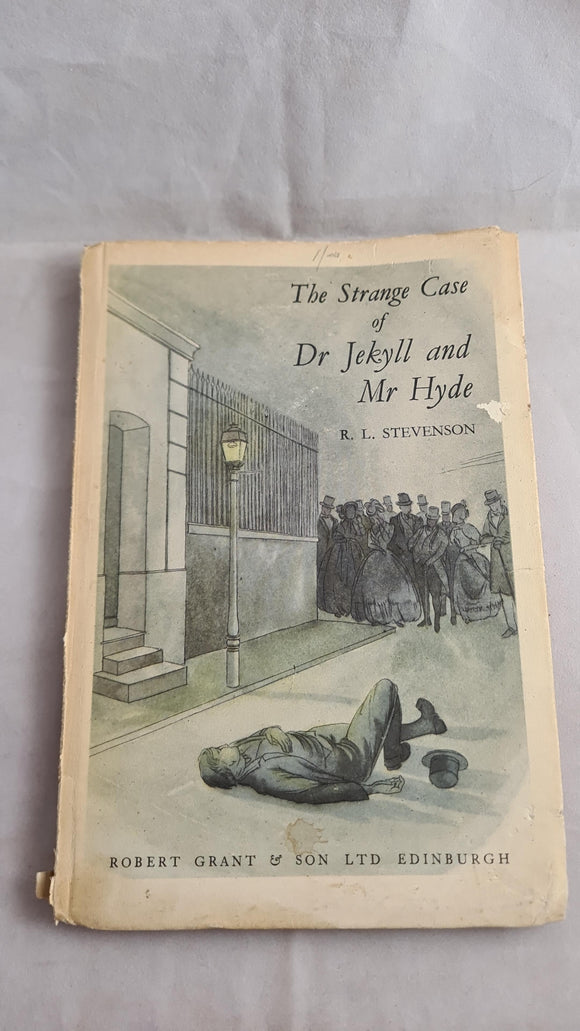 The Strange Case
of
Dr Jekyll and
Mr Hyde
R. L. STEVENSON
ROBERT GRANT & SON LTD EDINBURGH